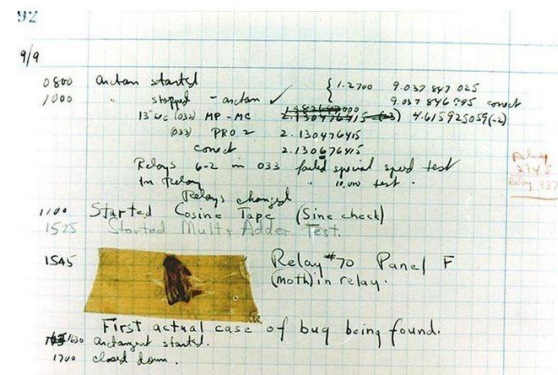 92
9/9
0800 antan started
1000 " stopped - antan ✓ { 1.2700 9.037 847 025
9.037 846 795 conect
13" uc (032) MP - MC 2.130476415 4.615925059(-2)
(033) PRO 2 2.130476415
conect 2.130676415
Relays 6-2 in 033 failed special speed test
In Relay " 10,000 test.
Relays changed
1100 Started Cosine Tape (Sine check)
1525 Started Mult + Adder Test.
1545 Relay #70 Panel F
(moth) in relay.
First actual case of bug being found.
1630 antangent started.
1700 closed down.
Relay